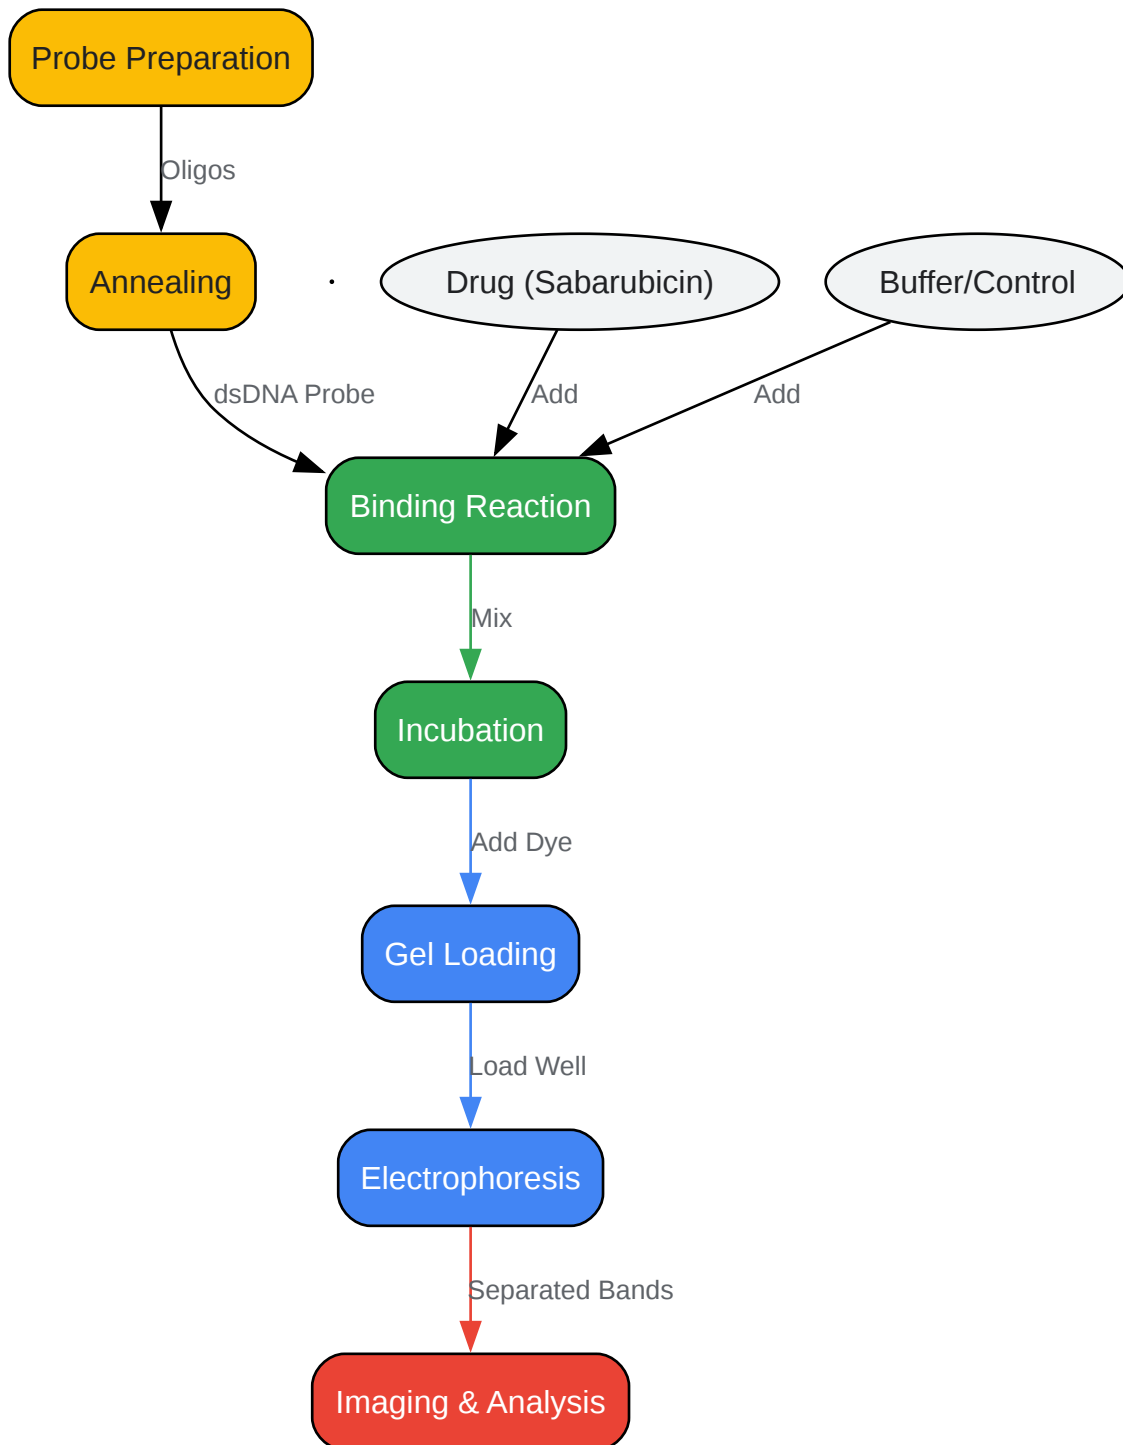 Probe Preparation
Oligos
Annealing
Drug (Sabarubicin)
Buffer/Control
dsDNA Probe
Add
Add
Binding Reaction
Mix
Incubation
Add Dye
Gel Loading
Load Well
Electrophoresis
Separated Bands
Imaging & Analysis